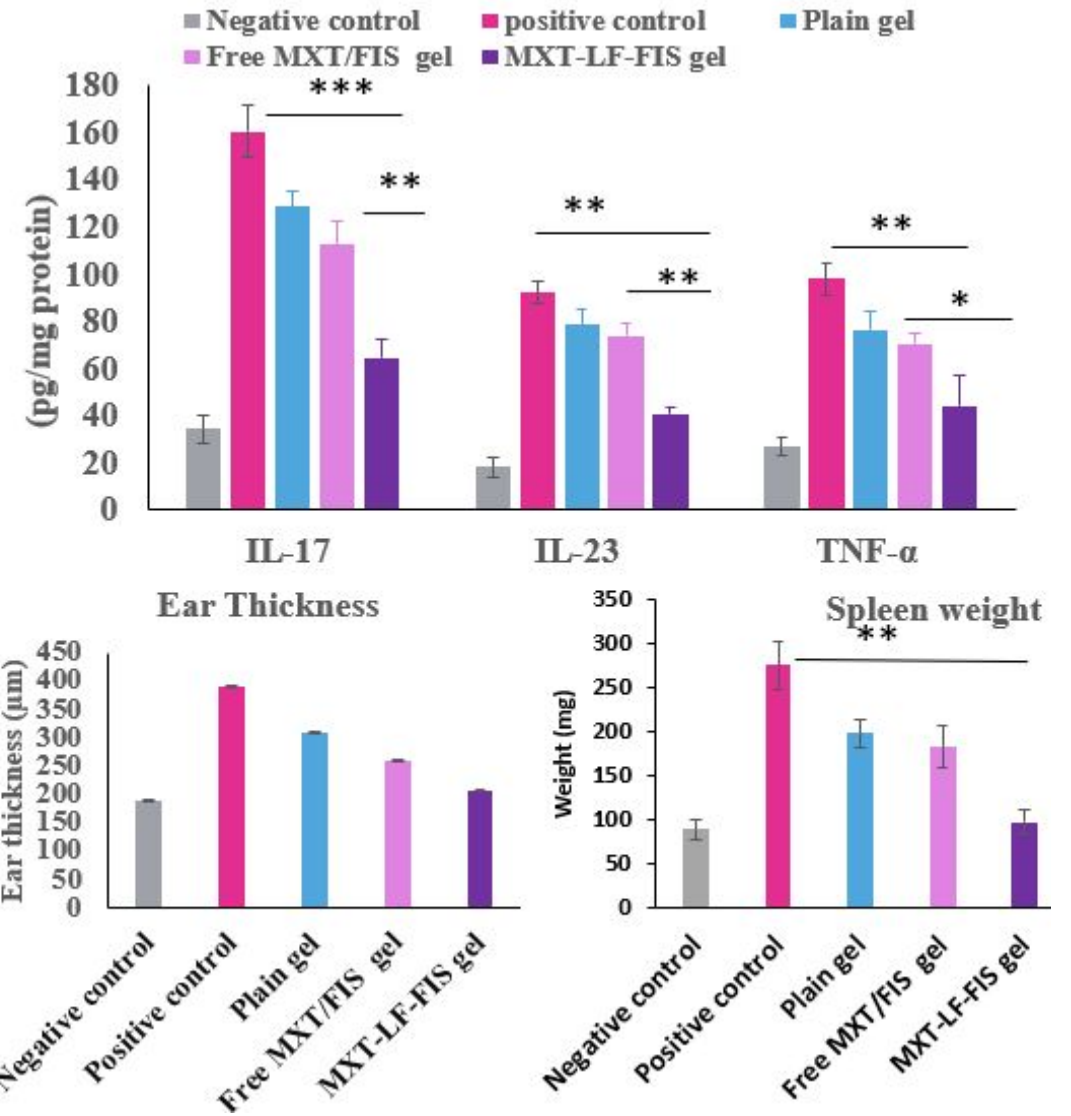 Negative control positive control Plain gel
Free MXT/FIS gel MXT-LF-FIS gel
(pg/mg protein)
180
160
140
120
100
80
60
40
20
0
***
**
**
**
**
*
IL-17 IL-23 TNF-α
Ear Thickness
Ear thickness (µm)
450
400
350
300
250
200
150
100
50
0
Negative control
Positive control
Plain gel
Free MXT/FIS gel
MXT-LF-FIS gel
Spleen weight
**
Weight (mg)
350
300
250
200
150
100
50
0
Negative control
Positive control
Plain gel
Free MXT/FIS gel
MXT-LF-FIS gel